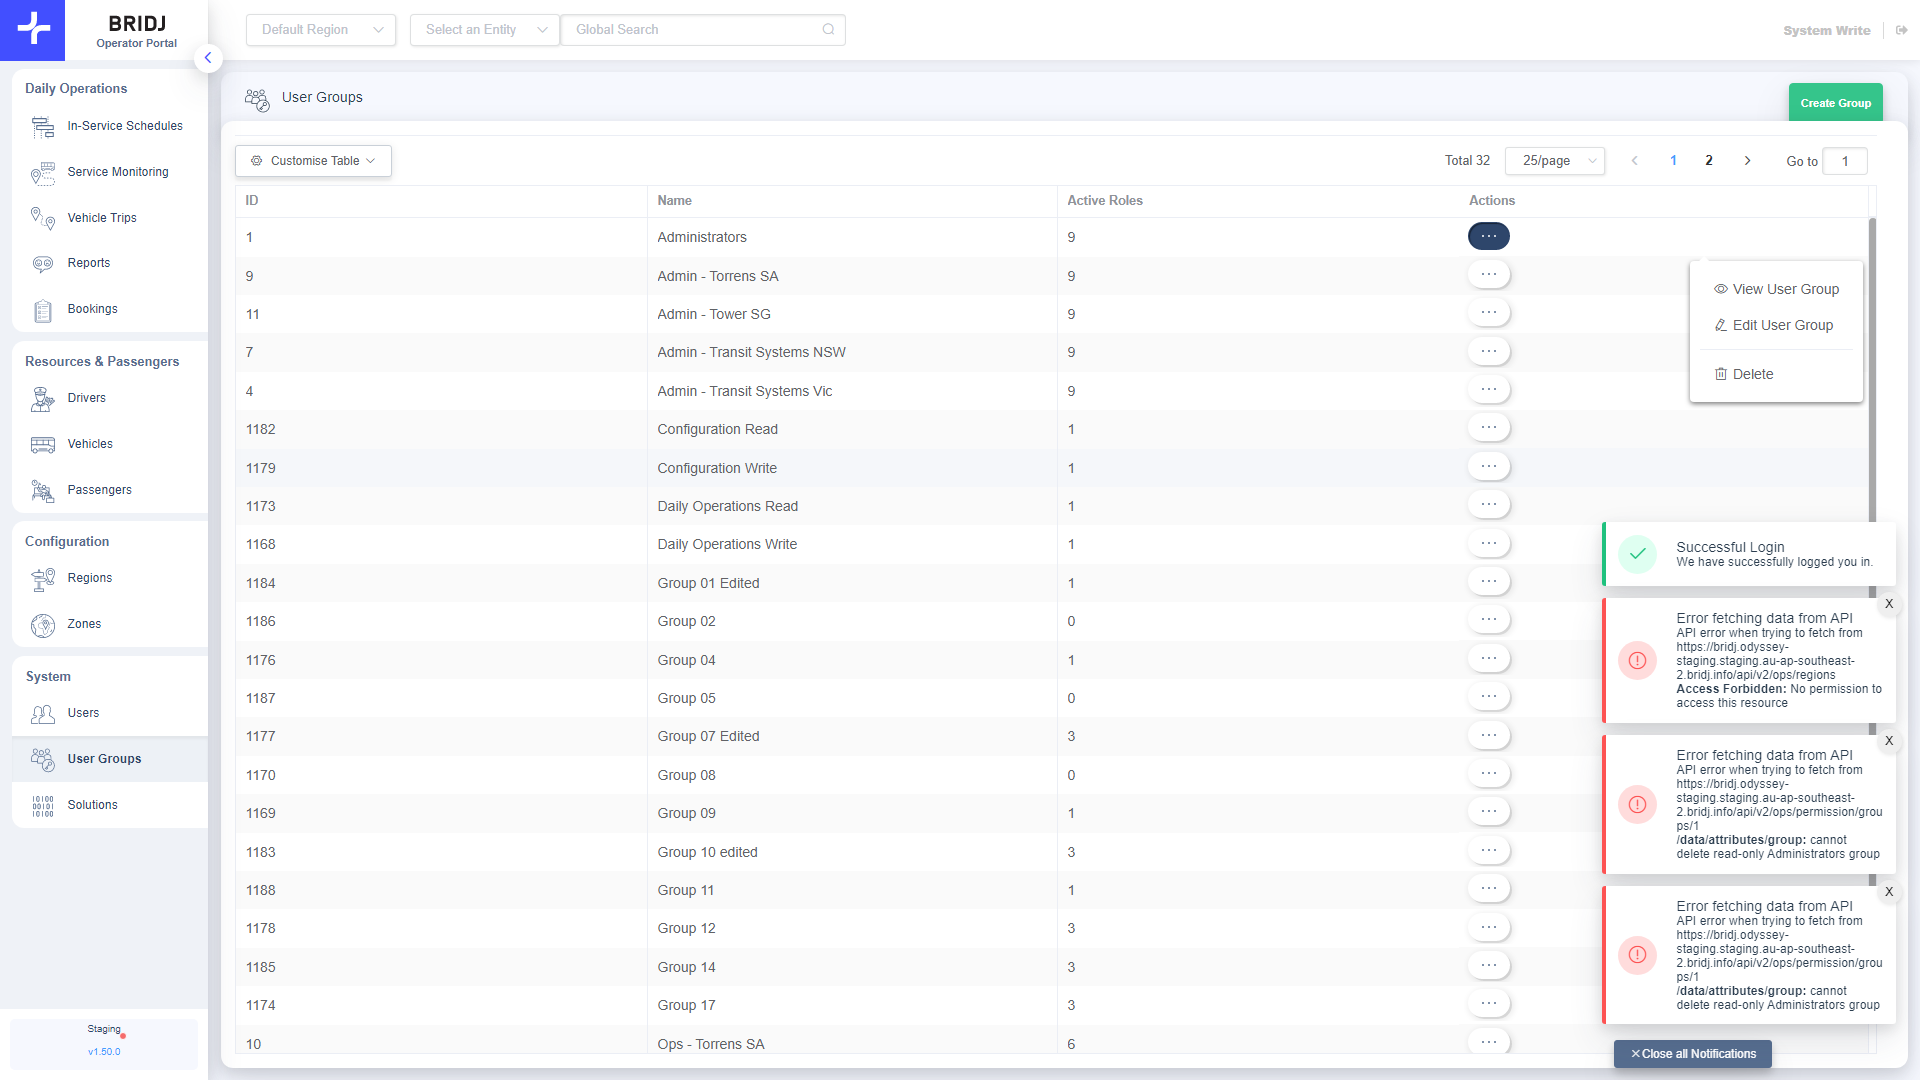 BRIDJ
Operator Portal
Default Region
Select an Entity
Global Search
System Write
Daily Operations
In-Service Schedules
Service Monitoring
Vehicle Trips
Reports
Bookings
Resources & Passengers
Drivers
Vehicles
Passengers
Configuration
Regions
Zones
System
Users
User Groups
Solutions
Staging
v1.50.0
User Groups
Create Group
Customise Table
Total 32
25/page
1
2
Go to
1
ID Name Active Roles Actions
1 Administrators 9 ...
9 Admin - Torrens SA 9 ...
11 Admin - Tower SG 9 ...
7 Admin - Transit Systems NSW 9 ...
4 Admin - Transit Systems Vic 9 ...
1182 Configuration Read 1 ...
1179 Configuration Write 1 ...
1173 Daily Operations Read 1 ...
1168 Daily Operations Write 1 ...
1184 Group 01 Edited 1 ...
1186 Group 02 0 ...
1176 Group 04 1 ...
1187 Group 05 0 ...
1177 Group 07 Edited 3 ...
1170 Group 08 0 ...
1169 Group 09 1 ...
1183 Group 10 edited 3 ...
1188 Group 11 1 ...
1178 Group 12 3 ...
1185 Group 14 3 ...
1174 Group 17 3 ...
10 Ops - Torrens SA 6 ...
View User Group
Edit User Group
Delete
Successful Login
We have successfully logged you in.
X
Error fetching data from API
API error when trying to fetch from
https://bridj.odyssey-
staging.staging.au-ap-southeast-
2.bridj.info/api/v2/ops/regions
Access Forbidden: No permission to
access this resource
X
Error fetching data from API
API error when trying to fetch from
https://bridj.odyssey-
staging.staging.au-ap-southeast-
2.bridj.info/api/v2/ops/permission/grou
ps/1
/data/attributes/group: cannot
delete read-only Administrators group
X
Error fetching data from API
API error when trying to fetch from
https://bridj.odyssey-
staging.staging.au-ap-southeast-
2.bridj.info/api/v2/ops/permission/grou
ps/1
/data/attributes/group: cannot
delete read-only Administrators group
×Close all Notifications